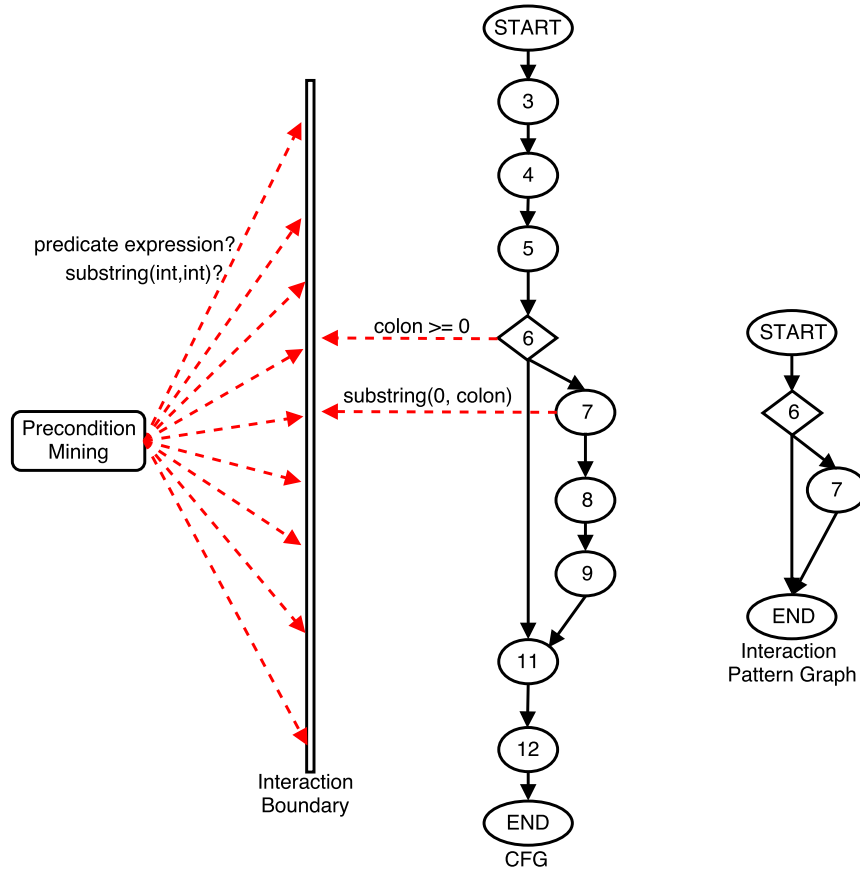 START
3
4
5
predicate expression?
substring(int,int)?
colon >= 0
6
substring(0, colon)
7
Precondition
Mining
8
9
11
12
END
CFG
Interaction
Boundary
START
6
7
END
Interaction
Pattern Graph